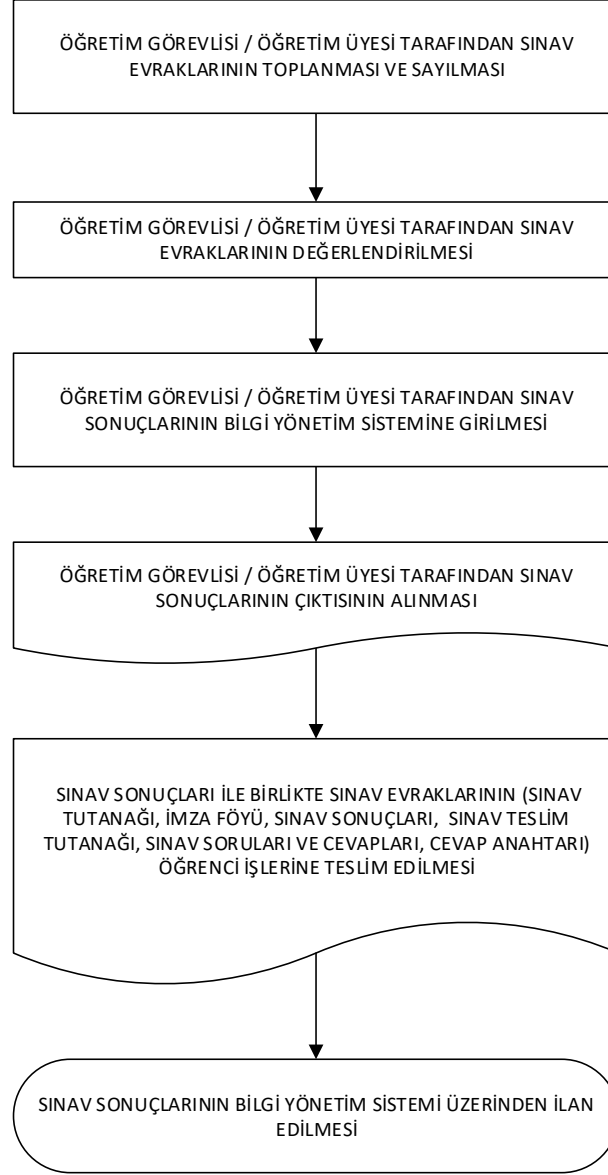 ÖĞRETİM GÖREVLİSİ / ÖĞRETİM ÜYESİ TARAFINDAN SINAV
EVRAKLARININ TOPLANMASI VE SAYILMASI
ÖĞRETİM GÖREVLİSİ / ÖĞRETİM ÜYESİ TARAFINDAN SINAV
EVRAKLARININ DEĞERLENDİRİLMESİ
ÖĞRETİM GÖREVLİSİ / ÖĞRETİM ÜYESİ TARAFINDAN SINAV
SONUÇLARININ BİLGİ YÖNETİM SİSTEMİNE GİRİLMESİ
ÖĞRETİM GÖREVLİSİ / ÖĞRETİM ÜYESİ TARAFINDAN SINAV
SONUÇLARININ ÇIKTISININ ALINMASI
SINAV SONUÇLARI İLE BİRLİKTE SINAV EVRAKLARININ (SINAV
TUTANAĞI, İMZA FÖYÜ, SINAV SONUÇLARI, SINAV TESLİM
TUTANAĞI, SINAV SORULARI VE CEVAPLARI, CEVAP ANAHTARI)
ÖĞRENCİ İŞLERİNE TESLİM EDİLMESİ
SINAV SONUÇLARININ BİLGİ YÖNETİM SİSTEMİ ÜZERİNDEN İLAN
EDİLMESİ